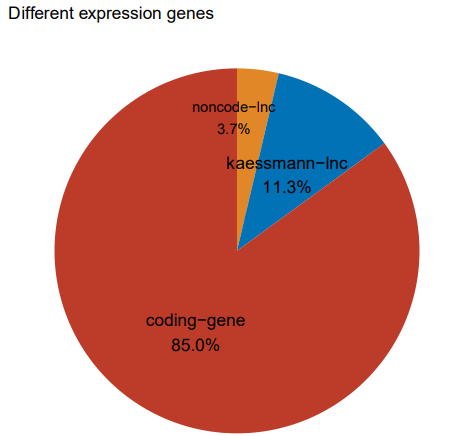 Different expression genes
noncode−lnc
3.7%
kaessmann−lnc
11.3%
coding−gene
85.0%